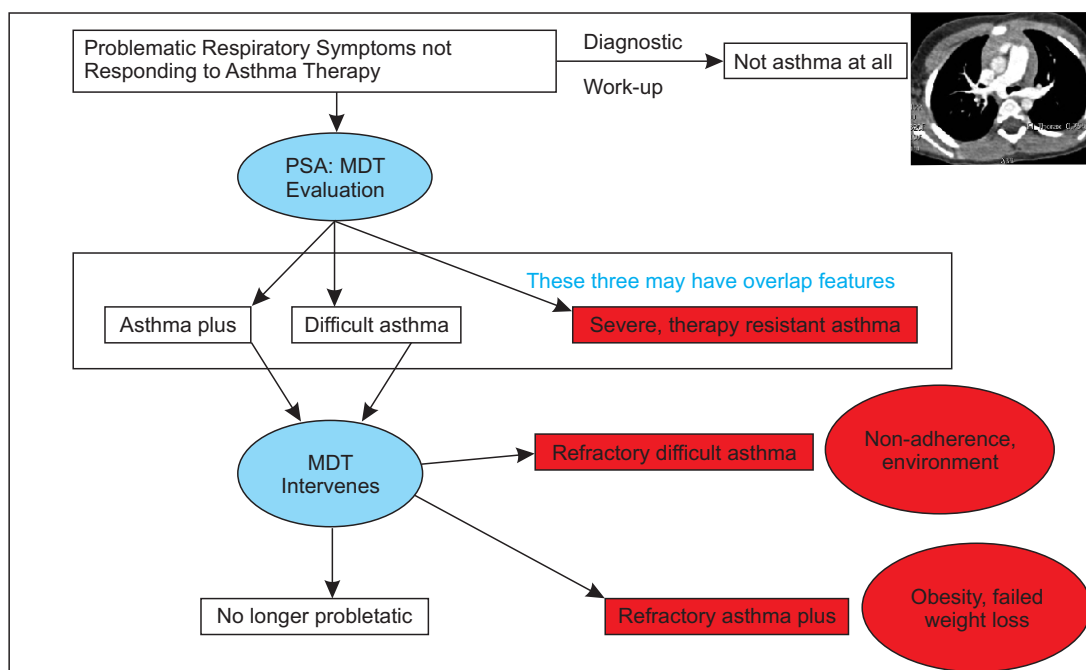 Problematic Respiratory Symptoms not
Responding to Asthma Therapy
Diagnostic
Work-up
Not asthma at all
PSA: MDT
Evaluation
These three may have overlap features
Asthma plus
Difficult asthma
Severe, therapy resistant asthma
MDT
Intervenes
Refractory difficult asthma
Non-adherence,
environment
No longer probletatic
Refractory asthma plus
Obesity, failed
weight loss